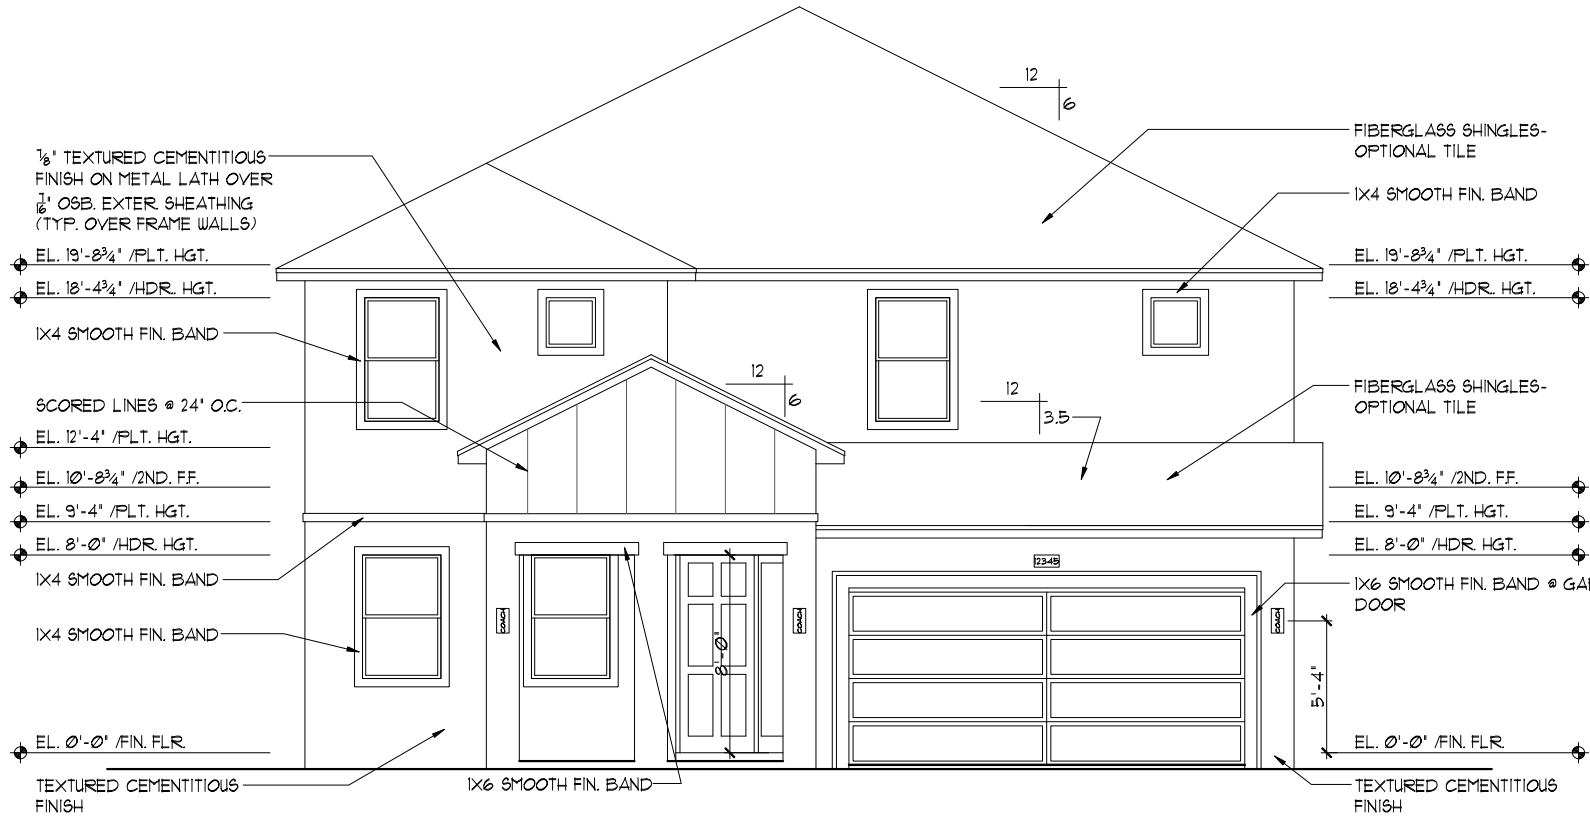 12
6
⅞" TEXTURED CEMENTITIOUS
FINISH ON METAL LATH OVER
7/16" OSB. EXTER. SHEATHING
(TYP. OVER FRAME WALLS)
EL. 19'-8¾" /PLT. HGT.
EL. 18'-4¾" /HDR. HGT.
1X4 SMOOTH FIN. BAND
SCORED LINES @ 24" O.C.
EL. 12'-4" /PLT. HGT.
EL. 10'-8¾" /2ND. F.F.
EL. 9'-4" /PLT. HGT.
EL. 8'-0" /HDR. HGT.
1X4 SMOOTH FIN. BAND
1X4 SMOOTH FIN. BAND
EL. 0'-0" /FIN. FLR.
TEXTURED CEMENTITIOUS
FINISH
12
6
12
3.5
12345
COACH
COACH
COACH
8'-0"
5'-4"
1X6 SMOOTH FIN. BAND
FIBERGLASS SHINGLES-
OPTIONAL TILE
1X4 SMOOTH FIN. BAND
EL. 19'-8¾" /PLT. HGT.
EL. 18'-4¾" /HDR. HGT.
FIBERGLASS SHINGLES-
OPTIONAL TILE
EL. 10'-8¾" /2ND. F.F.
EL. 9'-4" /PLT. HGT.
EL. 8'-0" /HDR. HGT.
1X6 SMOOTH FIN. BAND @
DOOR
EL. 0'-0" /FIN. FLR.
TEXTURED CEMENTITIOUS
FINISH